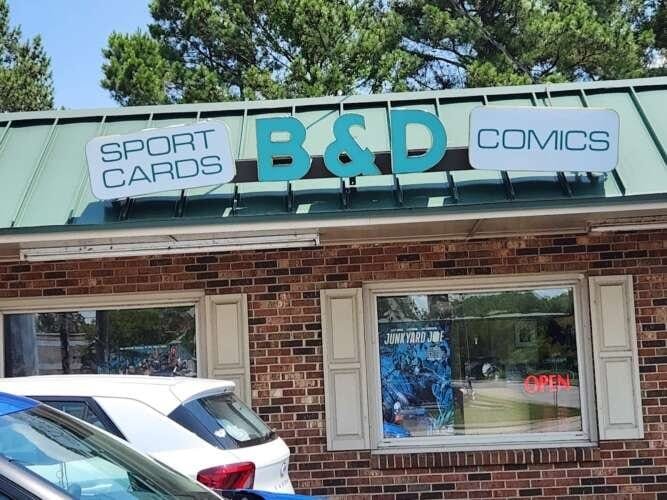 SPORT
CARDS
B & D
COMICS
JUNKYARD JOE
OPEN